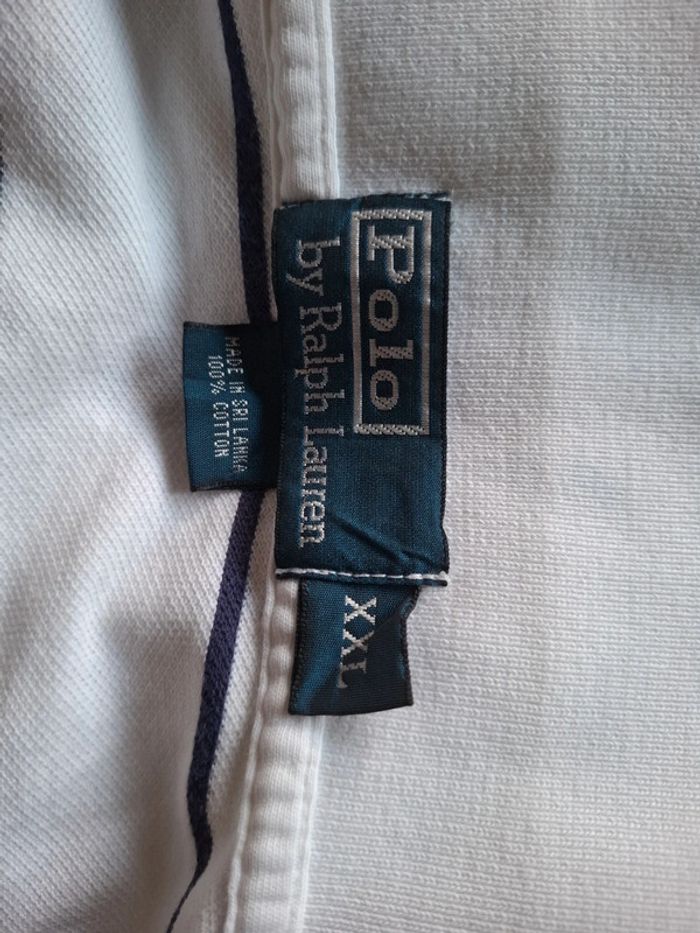 Polo
by Ralph Lauren
XXL
MADE IN SRI LANKA
100% COTTON